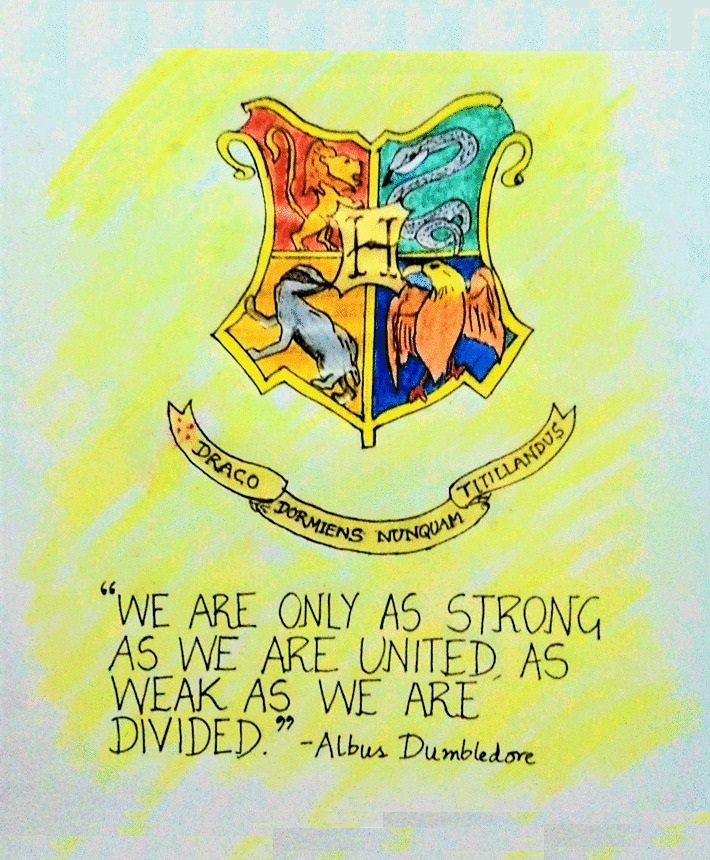 H
DRACO
DORMIENS NUNQUAM
TITILLANDUS
“WE ARE ONLY AS STRONG
AS WE ARE UNITED, AS
WEAK AS WE ARE
DIVIDED.” -Albus Dumbledore